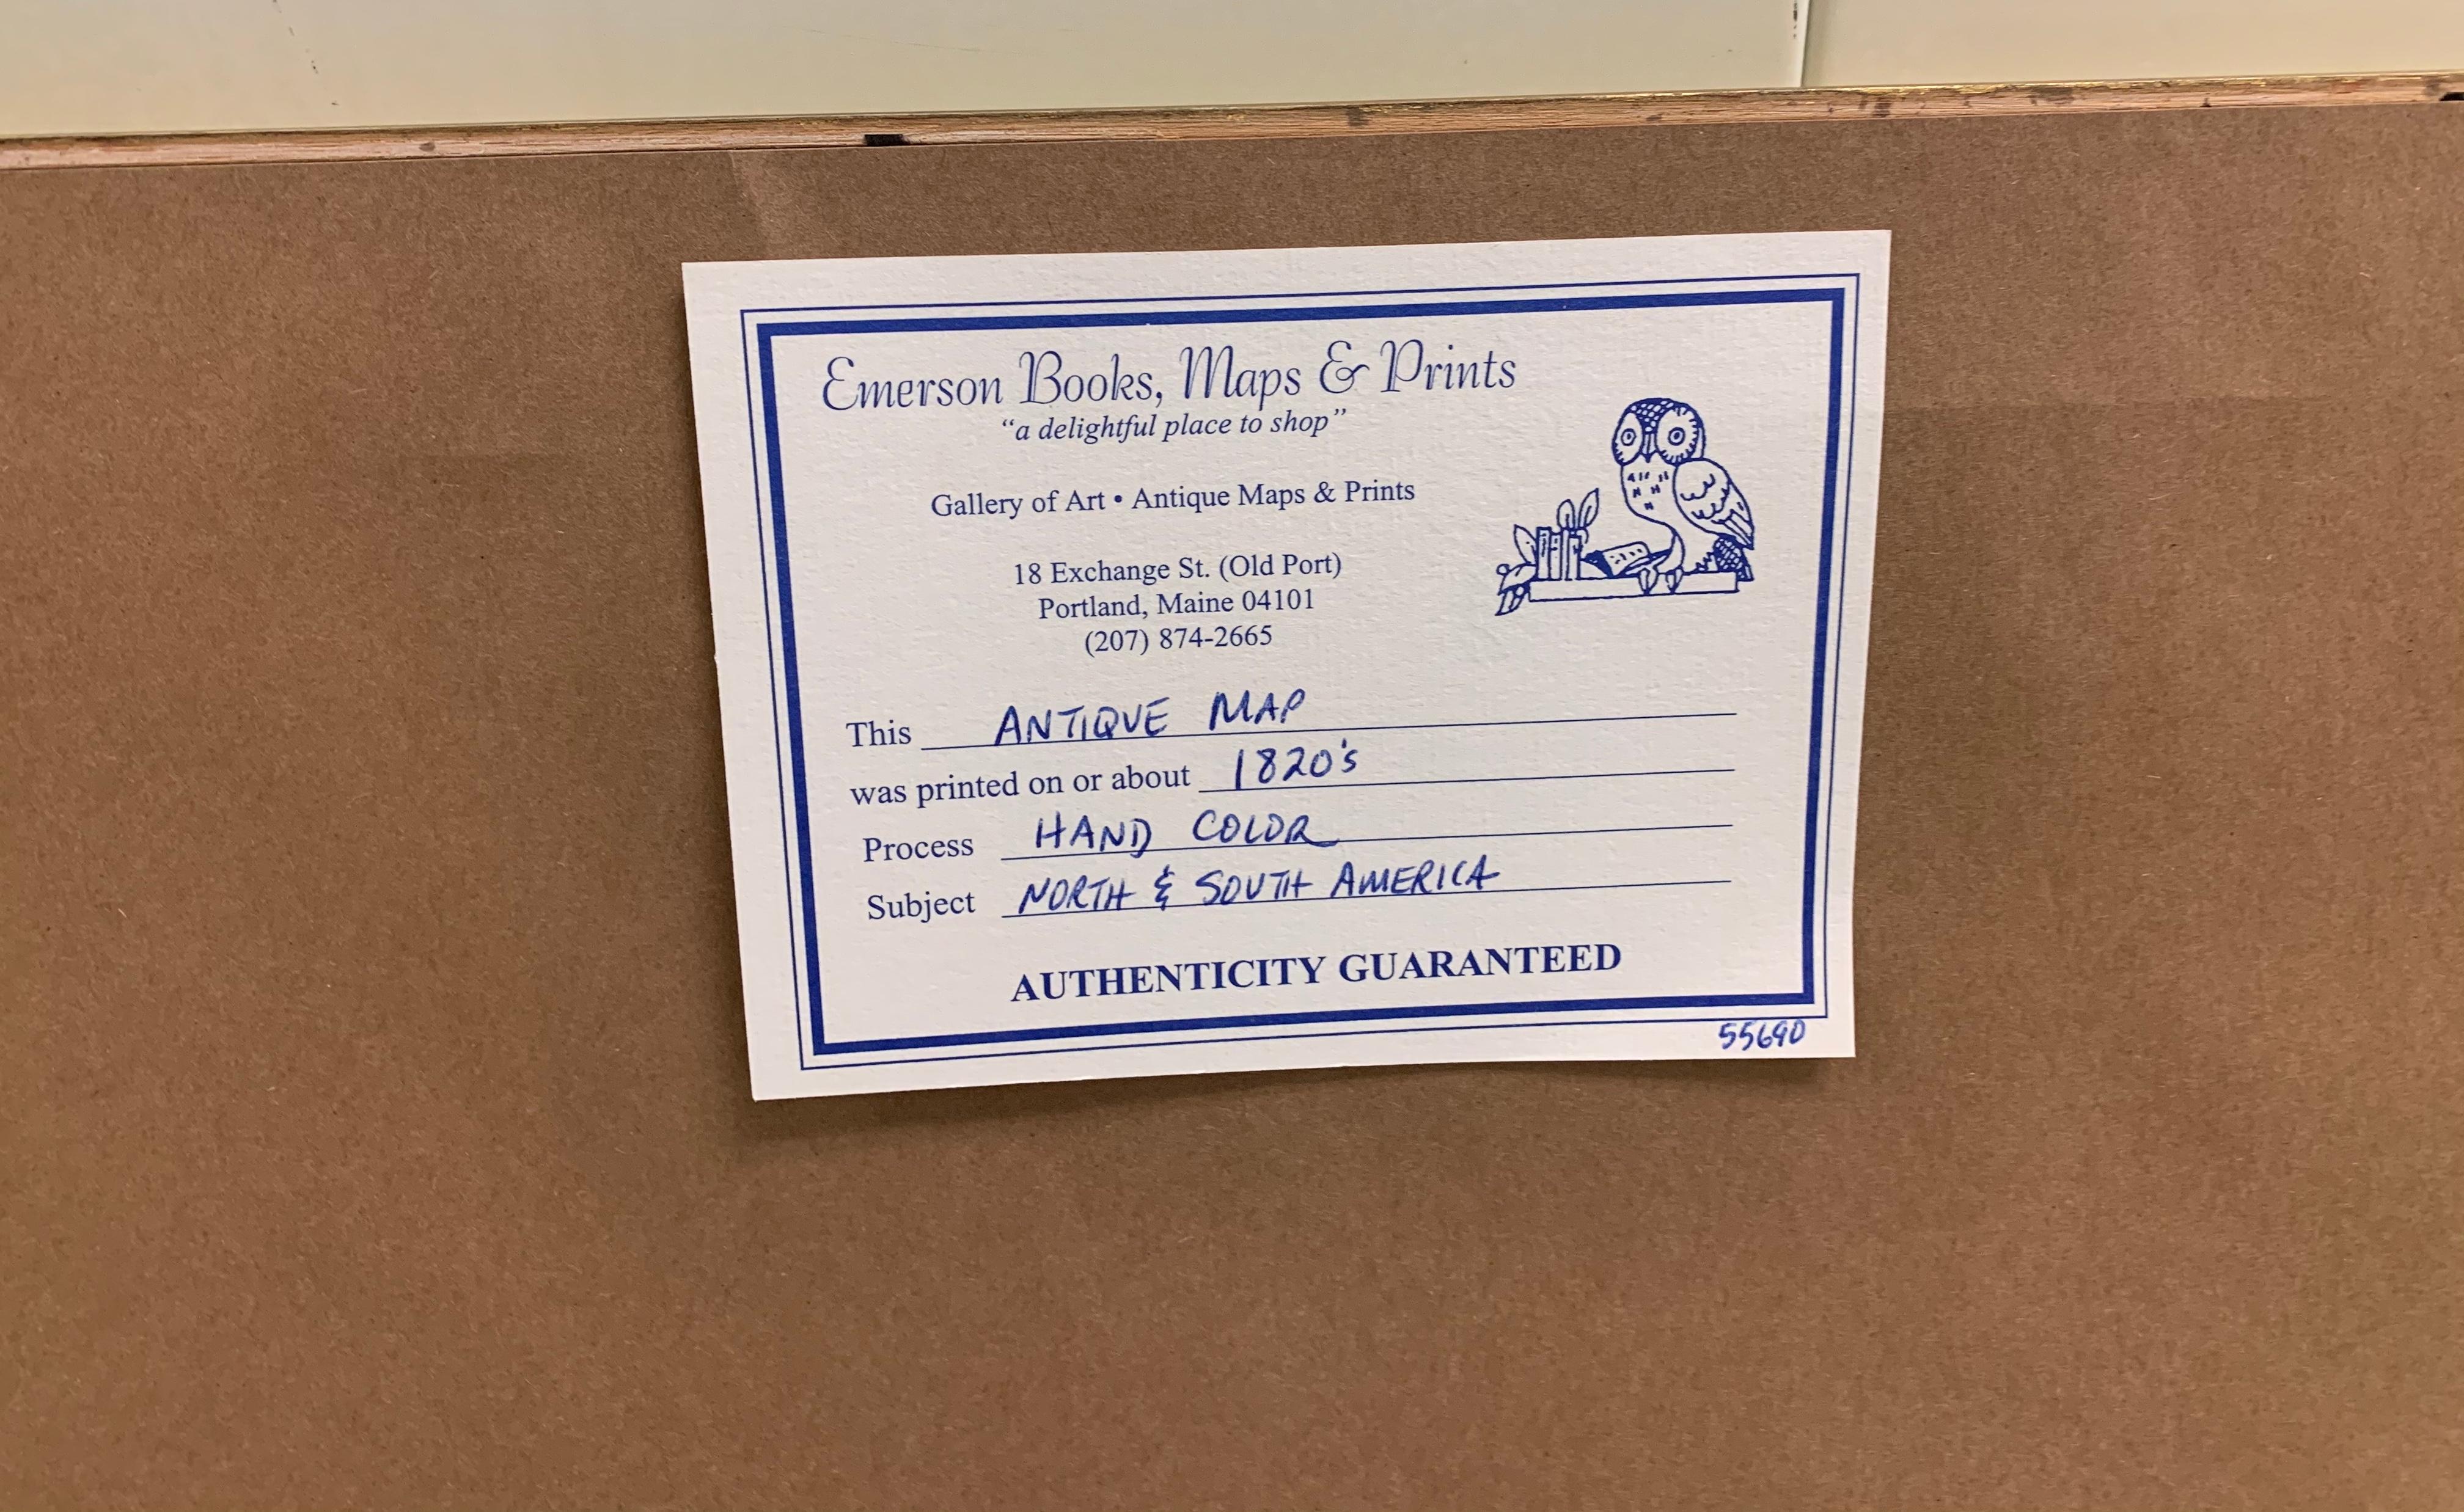 Emerson Books, Maps & Prints
“a delightful place to shop”
Gallery of Art • Antique Maps & Prints
18 Exchange St. (Old Port)
Portland, Maine 04101
(207) 874-2665
This ANTIQUE MAP
was printed on or about 1820's
Process HAND COLOR
Subject NORTH & SOUTH AMERICA
AUTHENTICITY GUARANTEED
55690